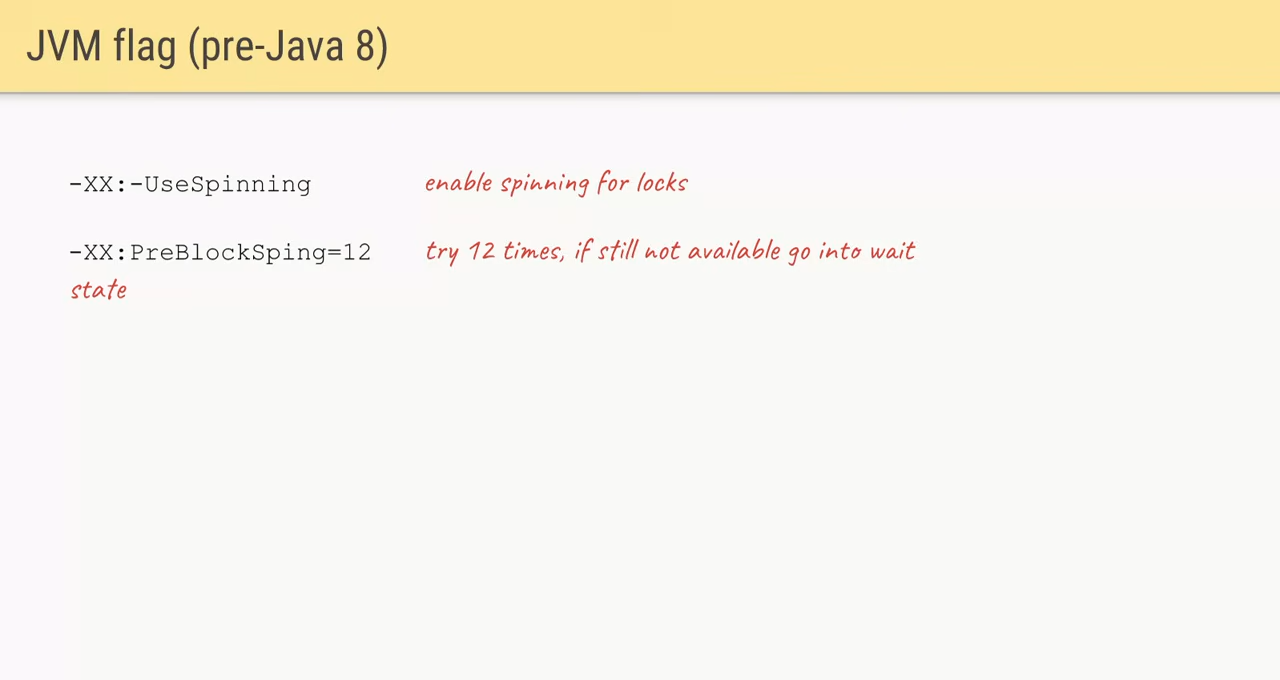 JVM flag (pre-Java 8)
-XX:-UseSpinning enable spinning for locks
-XX:PreBlockSping=12 try 12 times, if still not available go into wait
state